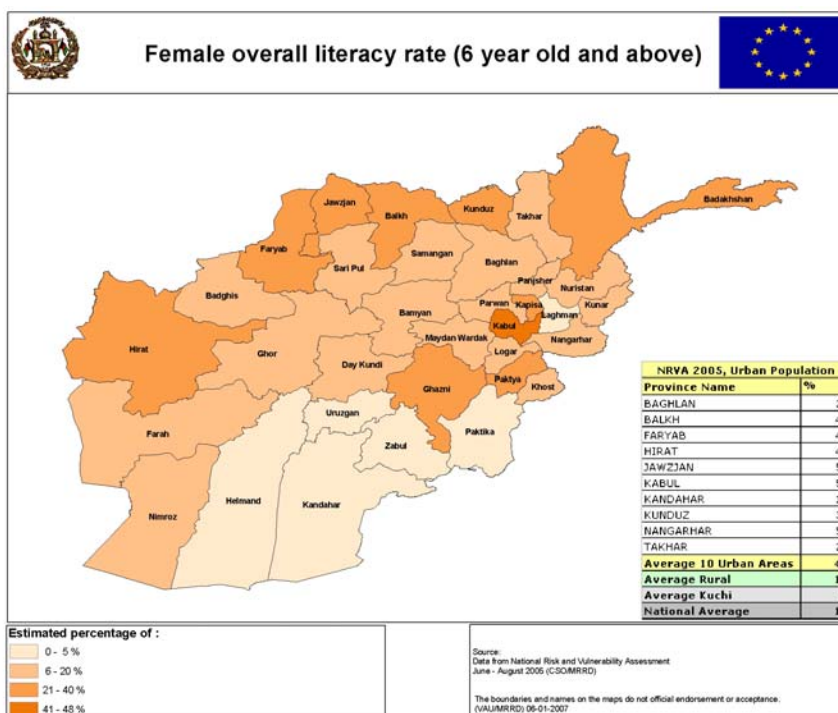 Female overall literacy rate (6 year old and above)
Badakhshan
Jawzjan
Balkh
Kunduz
Takhar
Faryab
Sari Pul
Samangan
Baghlan
Panjsher
Nuristan
Badghis
Bamyan
Parwan
Kapisa
Kunar
Laghman
Kabul
Hirat
Ghor
Maydan Wardak
Nangarhar
Day Kundi
Logar
Ghazni
Paktya
Khost
Uruzgan
Farah
Zabul
Paktika
Helmand
Kandahar
Nimroz
NRVA 2005, Urban Population
Province Name %
BAGHLAN
BALKH
FARYAB
HIRAT
JAWZJAN
KABUL
KANDAHAR
KUNDUZ
NANGARHAR
TAKHAR
Average 10 Urban Areas 4
Average Rural 1
Average Kuchi
National Average 1
Estimated percentage of :
0 - 5 %
6 - 20 %
21 - 40 %
41 - 48 %
Source:
Data from National Risk and Vulnerability Assessment
June - August 2005 (CSO/MRRD)
The boundaries and names on the maps do not official endorsement or acceptance.
(VAU/MRRD) 06-01-2007